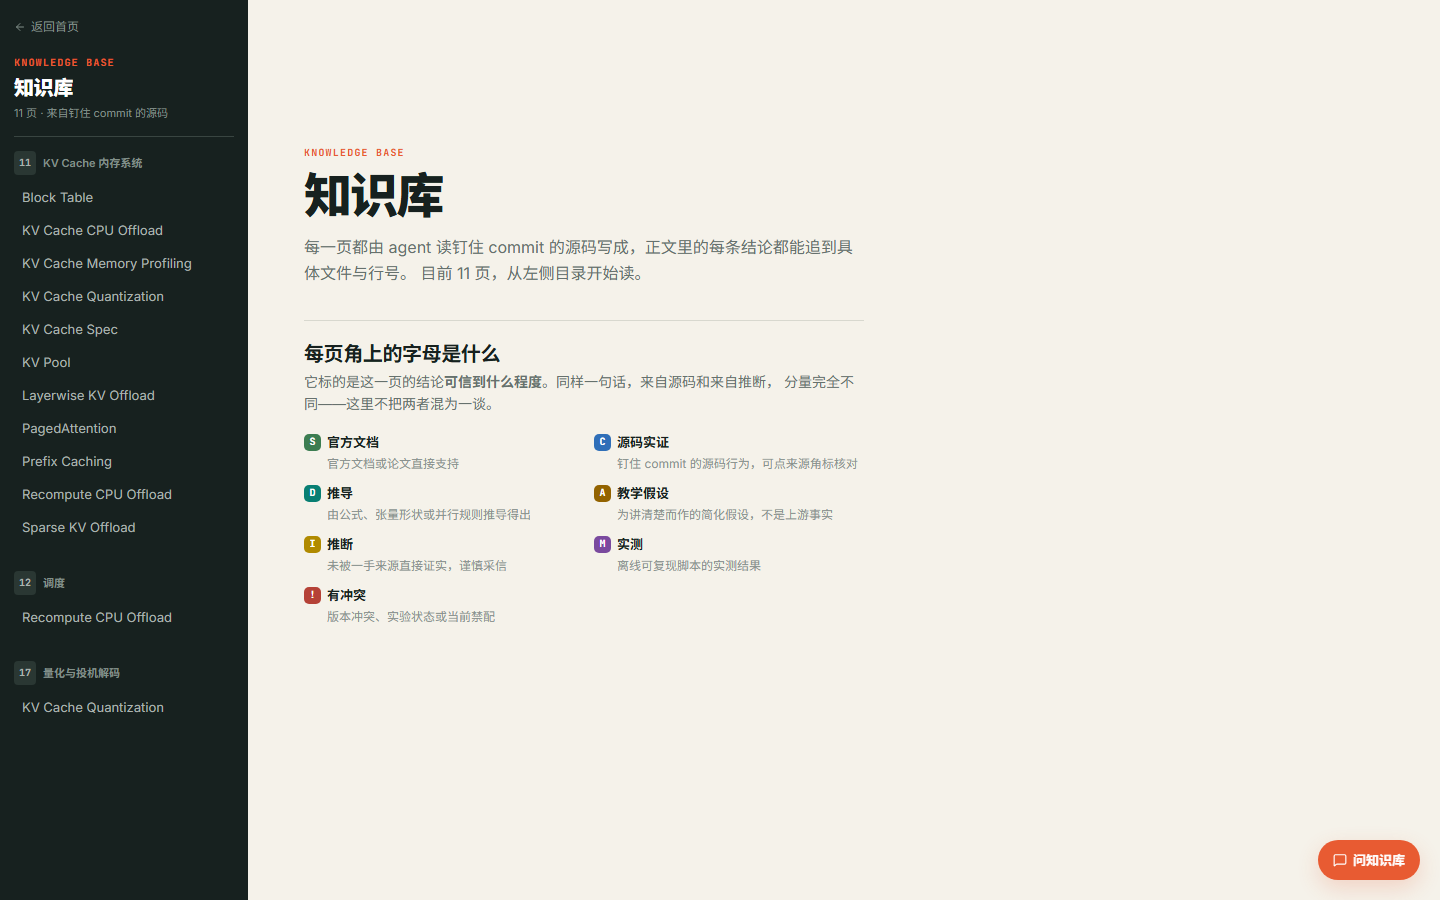 ← 返回首页
KNOWLEDGE BASE
知识库
11 页 · 来自钉住 commit 的源码
11 KV Cache 内存系统
Block Table
KV Cache CPU Offload
KV Cache Memory Profiling
KV Cache Quantization
KV Cache Spec
KV Pool
Layerwise KV Offload
PagedAttention
Prefix Caching
Recompute CPU Offload
Sparse KV Offload
12 调度
Recompute CPU Offload
17 量化与投机解码
KV Cache Quantization
KNOWLEDGE BASE
知识库
每一页都由 agent 读钉住 commit 的源码写成，正文里的每条结论都能追到具
体文件与行号。 目前 11 页，从左侧目录开始读。
每页角上的字母是什么
它标的是这一页的结论可信到什么程度。同样一句话，来自源码和来自推断， 分量完全不
同——这里不把两者混为一谈。
S 官方文档
官方文档或论文直接支持
C 源码实证
钉住 commit 的源码行为，可点来源角标核对
D 推导
由公式、张量形状或并行规则推导得出
A 教学假设
为讲清楚而作的简化假设，不是上游事实
I 推断
未被一手来源直接证实，谨慎采信
M 实测
离线可复现脚本的实测结果
! 有冲突
版本冲突、实验状态或当前禁配
问知识库